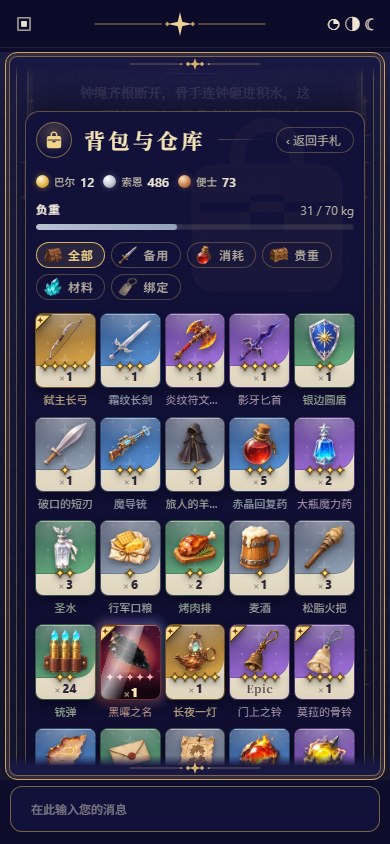 钟绳齐根断开，骨手连钟砸进积水，这
背包与仓库
‹ 返回手札
巴尔 12 索恩 486 便士 73
负重 31 / 70 kg
全部 备用 消耗 贵重
材料 绑定
×1 ×1 ×1 ×1 ×1
弑主长弓 霜纹长剑 炎纹符文... 影牙匕首 银边圆盾
×1 ×1 ×1 ×5 ×2
破口的短刃 魔导铳 旅人的羊... 赤晶回复药 大瓶魔力药
×3 ×6 ×2 ×1 ×3
圣水 行军口粮 烤肉排 麦酒 松脂火把
×24 ×1 ×1 ×1 ×1
Epic
铳弹 黑曜之名 长夜一灯 门上之铃 莫菈的骨铃
在此输入您的消息